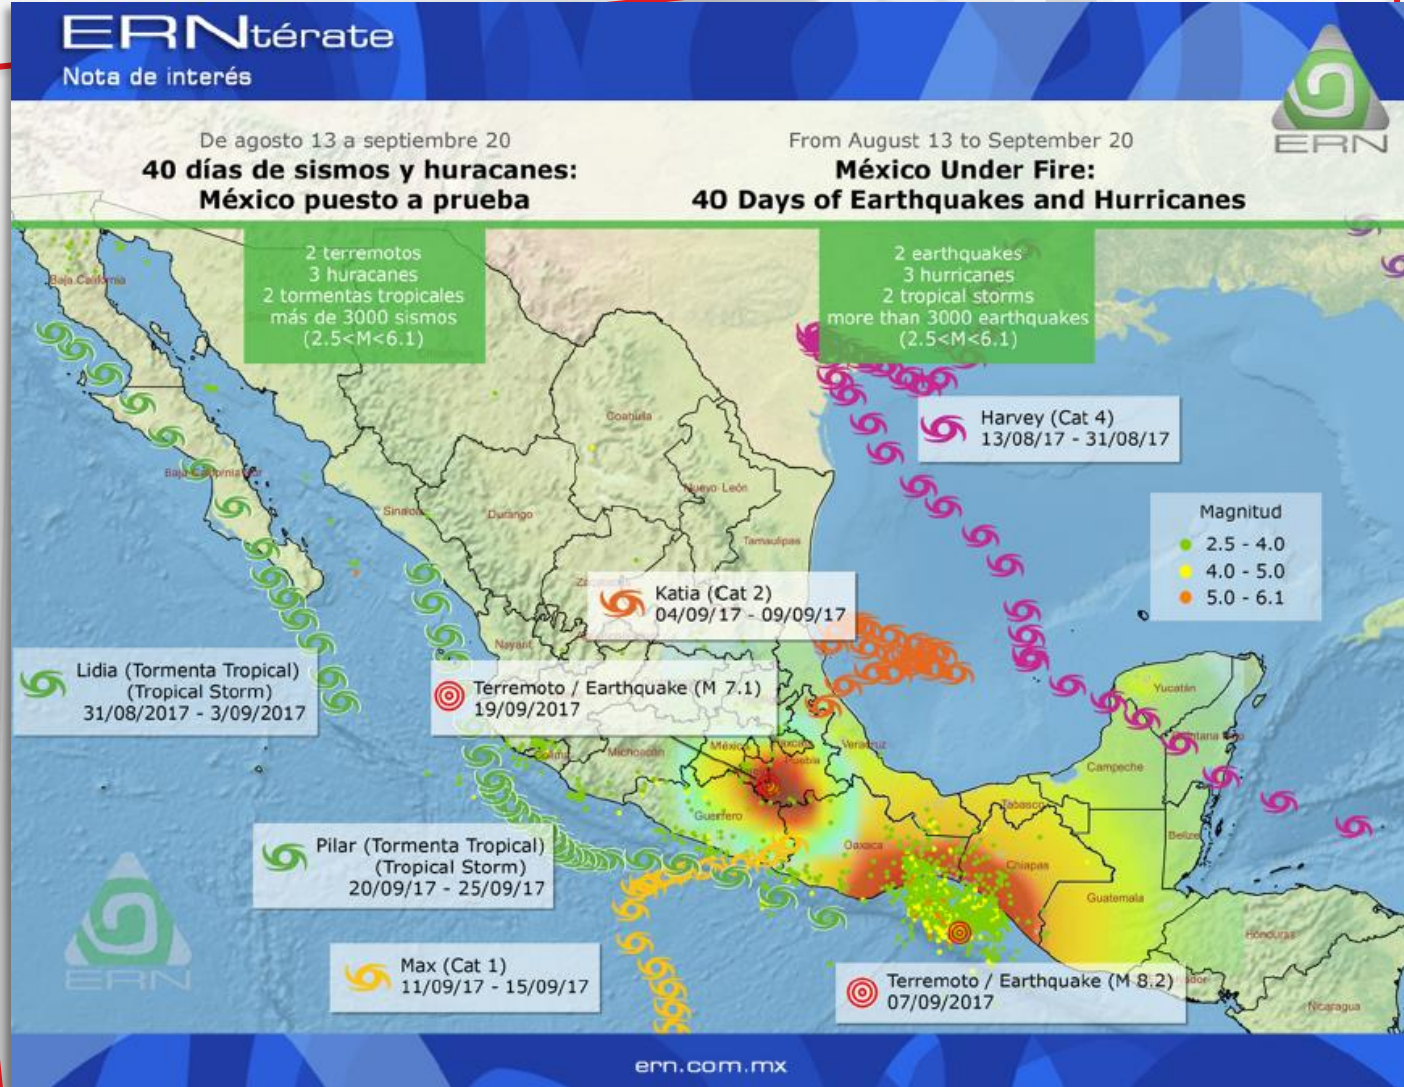 ERNtérate
Nota de interés
ERN
De agosto 13 a septiembre 20
40 días de sismos y huracanes:
México puesto a prueba
From August 13 to September 20
México Under Fire:
40 Days of Earthquakes and Hurricanes
2 terremotos
3 huracanes
2 tormentas tropicales
más de 3000 sismos
(2.5<M<6.1)
2 earthquakes
3 hurricanes
2 tropical storms
more than 3000 earthquakes
(2.5<M<6.1)
Baja California
Coahuila
Harvey (Cat 4)
13/08/17 - 31/08/17
Nuevo León
Sinaloa
Durango
Tamaulipas
Magnitud
2.5 - 4.0
4.0 - 5.0
5.0 - 6.1
Katia (Cat 2)
04/09/17 - 09/09/17
Nayarit
Lidia (Tormenta Tropical)
(Tropical Storm)
31/08/2017 - 3/09/2017
Terremoto / Earthquake (M 7.1)
19/09/2017
Yucatán
Quintana Roo
Campeche
Colima
Michoacán
México
Puebla
Veracruz
Guerrero
Tabasco
Belize
Oaxaca
Chiapas
Guatemala
Pilar (Tormenta Tropical)
(Tropical Storm)
20/09/17 - 25/09/17
Honduras
ERN
Max (Cat 1)
11/09/17 - 15/09/17
Terremoto / Earthquake (M 8.2)
07/09/2017
Nicaragua
ern.com.mx